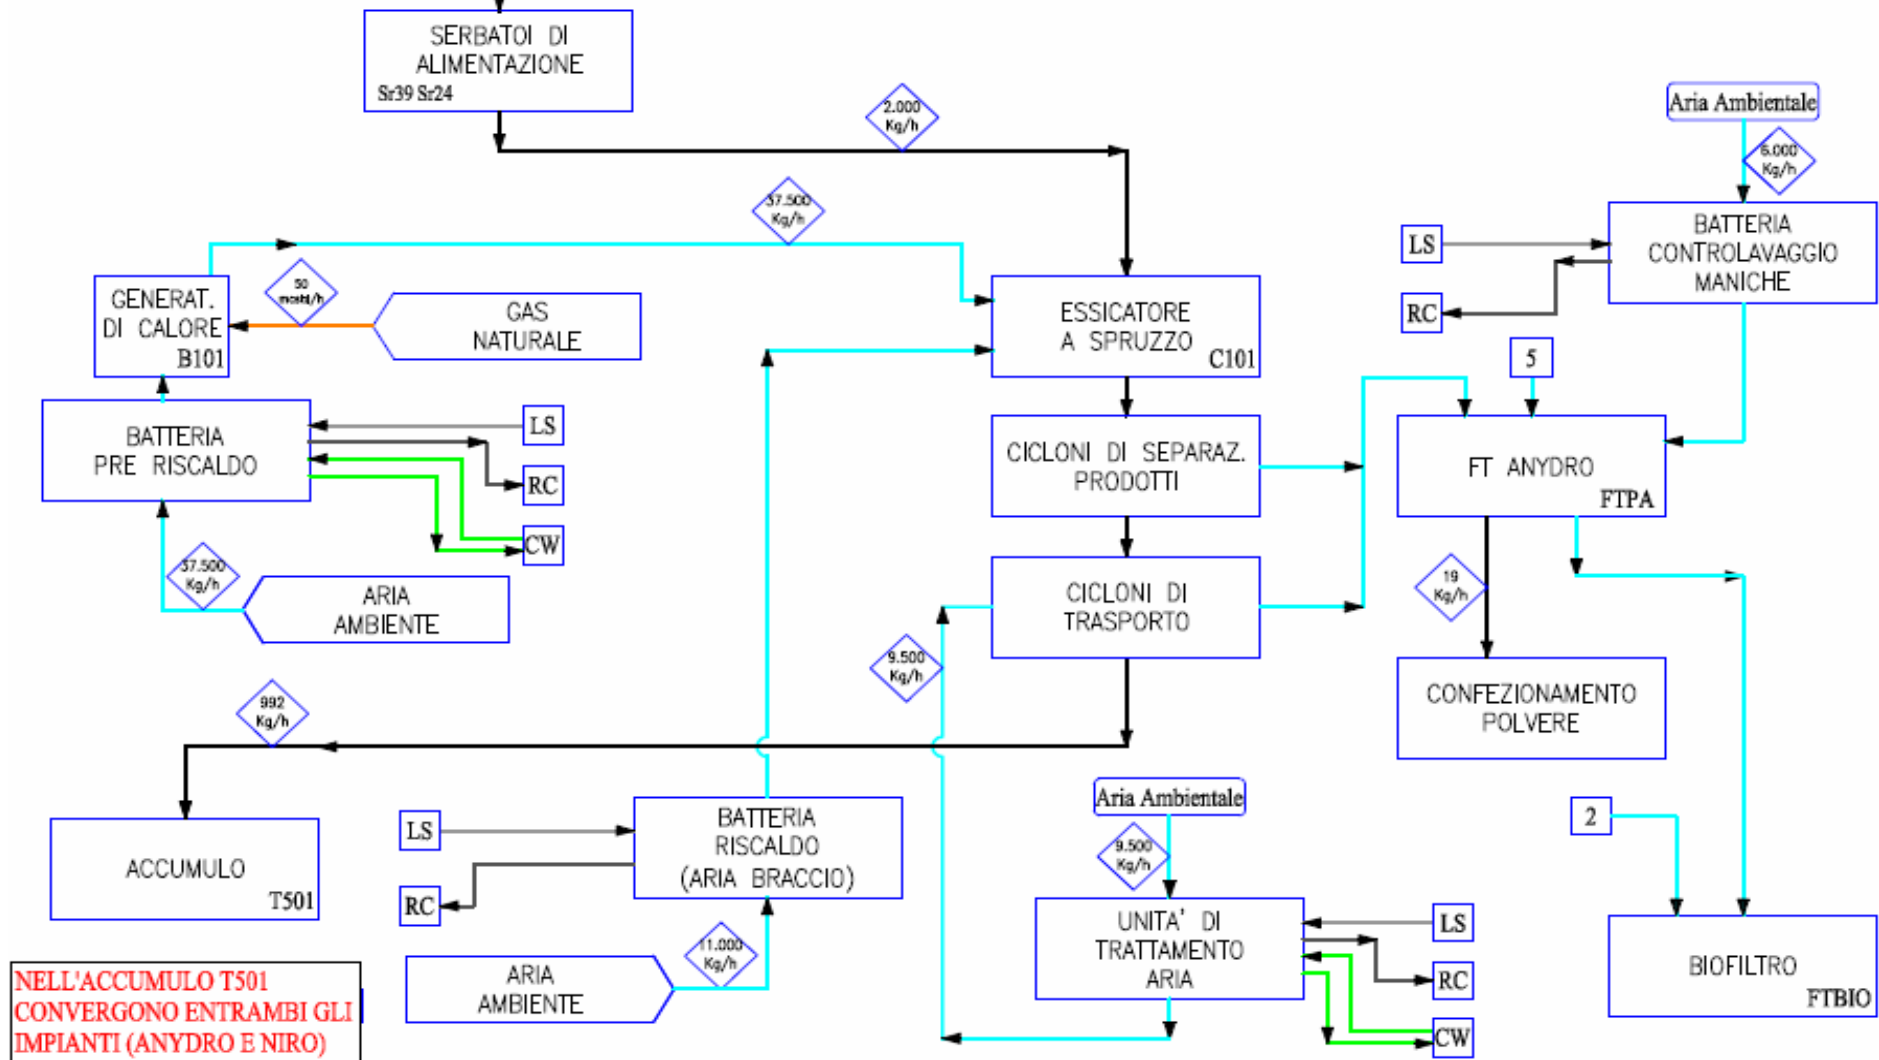 SERBATOI DI
ALIMENTAZIONE
Sr39 Sr24
2.000
Kg/h
Aria Ambientale
6.000
Kg/h
37.500
Kg/h
LS
RC
BATTERIA
CONTROLAVAGGIO
MANICHE
GENERAT.
DI CALORE
B101
50
GAS
NATURALE
ESSICATORE
A SPRUZZO
C101
5
BATTERIA
PRE RISCALDO
LS
RC
CW
CICLONI DI SEPARAZ.
PRODOTTI
FT ANYDRO
FTPA
37.500
Kg/h
ARIA
AMBIENTE
CICLONI DI
TRASPORTO
19
Kg/h
9.500
Kg/h
CONFEZIONAMENTO
POLVERE
992
Kg/h
ACCUMULO
T501
LS
RC
BATTERIA
RISCALDO
(ARIA BRACCIO)
Aria Ambientale
9.500
Kg/h
2
11.000
Kg/h
ARIA
AMBIENTE
UNITA' DI
TRATTAMENTO
ARIA
LS
RC
CW
BIOFILTRO
FTBIO
NELL'ACCUMULO T501
CONVERGONO ENTRAMBI GLI
IMPIANTI (ANYDRO E NIRO)